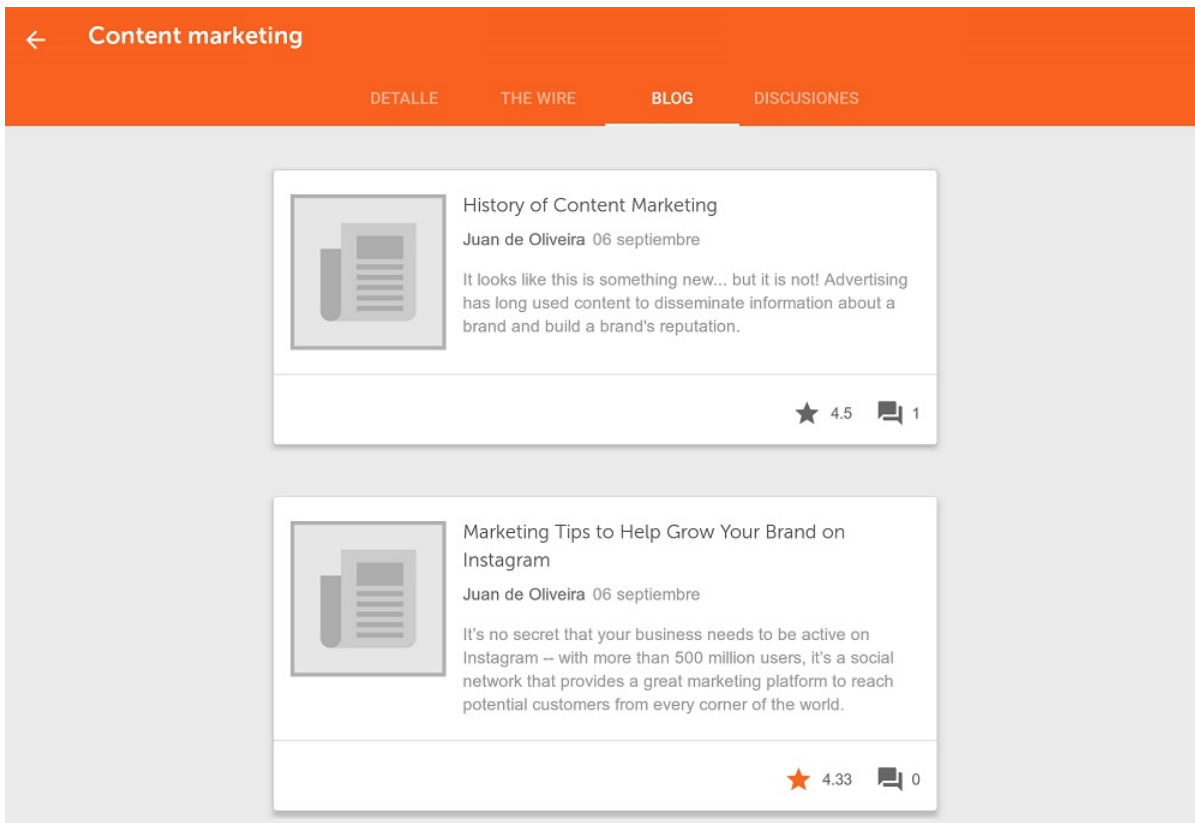 Content marketing
DETALLE THE WIRE BLOG DISCUSIONES
History of Content Marketing
Juan de Oliveira 06 septiembre
It looks like this is something new... but it is not! Advertising
has long used content to disseminate information about a
brand and build a brand's reputation.
4.5 1
Marketing Tips to Help Grow Your Brand on
Instagram
Juan de Oliveira 06 septiembre
It's no secret that your business needs to be active on
Instagram -- with more than 500 million users, it's a social
network that provides a great marketing platform to reach
potential customers from every corner of the world.
4.33 0